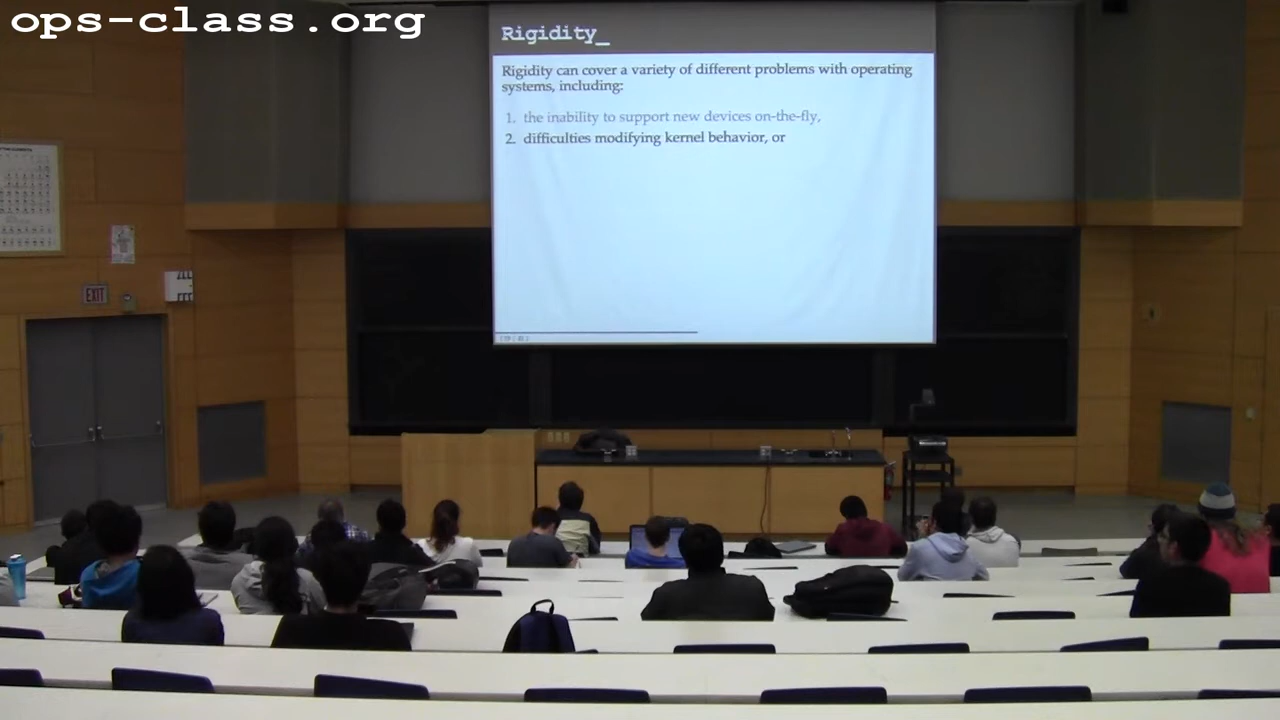 ops-class.org
Rigidity_
Rigidity can cover a variety of different problems with operating
systems, including:
1. the inability to support new devices on-the-fly,
2. difficulties modifying kernel behavior, or
EXIT